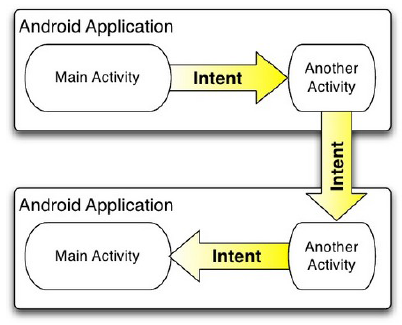 Android Application
Main Activity
Intent
Another
Activity
Intent
Android Application
Main Activity
Intent
Another
Activity